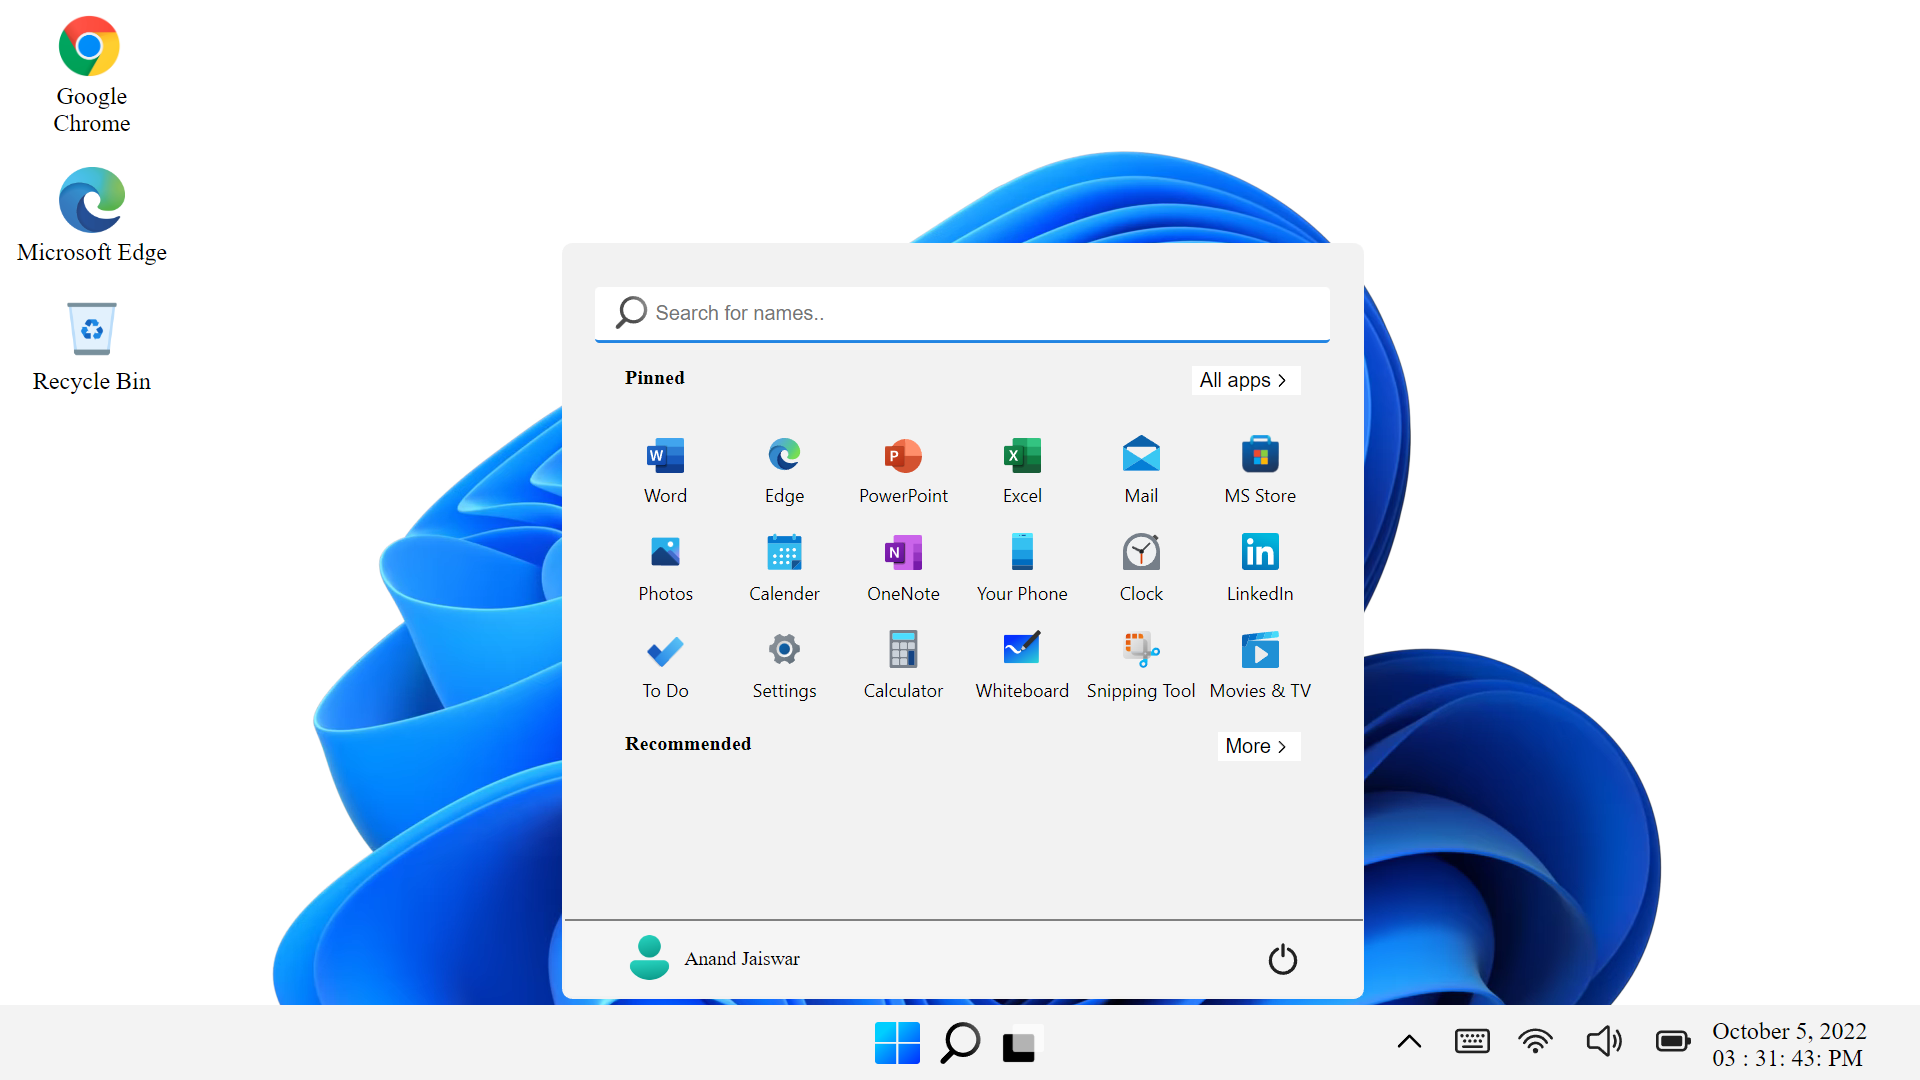 Google
Chrome
Microsoft Edge
Recycle Bin
Search for names..
Pinned
All apps
Word
Edge
PowerPoint
Excel
Mail
MS Store
Photos
Calender
OneNote
Your Phone
Clock
LinkedIn
To Do
Settings
Calculator
Whiteboard
Snipping Tool
Movies & TV
Recommended
More
Anand Jaiswar
October 5, 2022
03 : 31: 43: PM